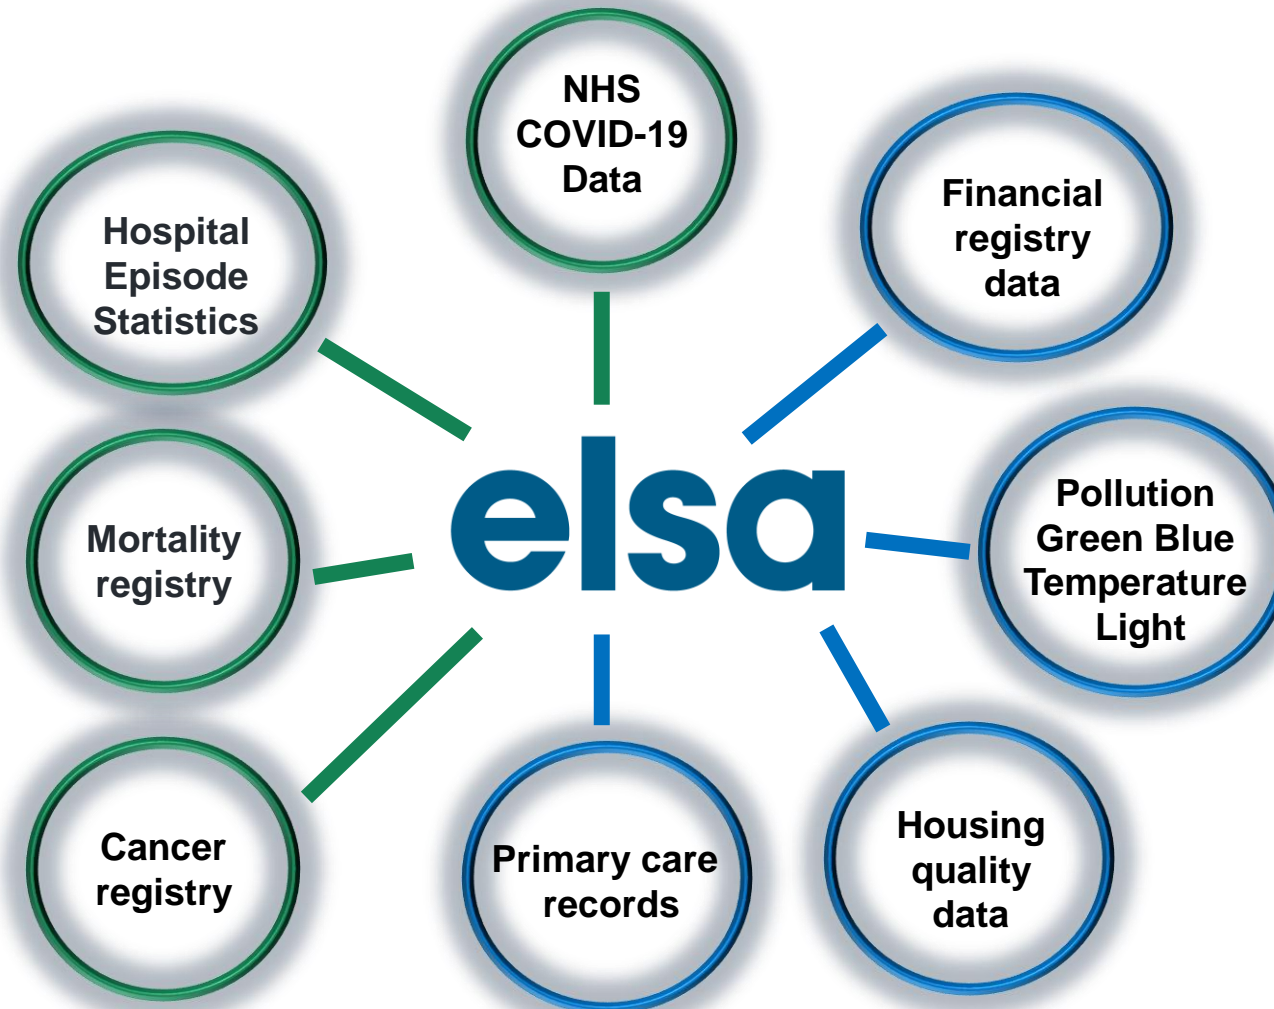 NHS
COVID-19
Data
Financial
registry
data
Hospital
Episode
Statistics
elsa
Pollution
Green Blue
Temperature
Light
Mortality
registry
Cancer
registry
Primary care
records
Housing
quality
data